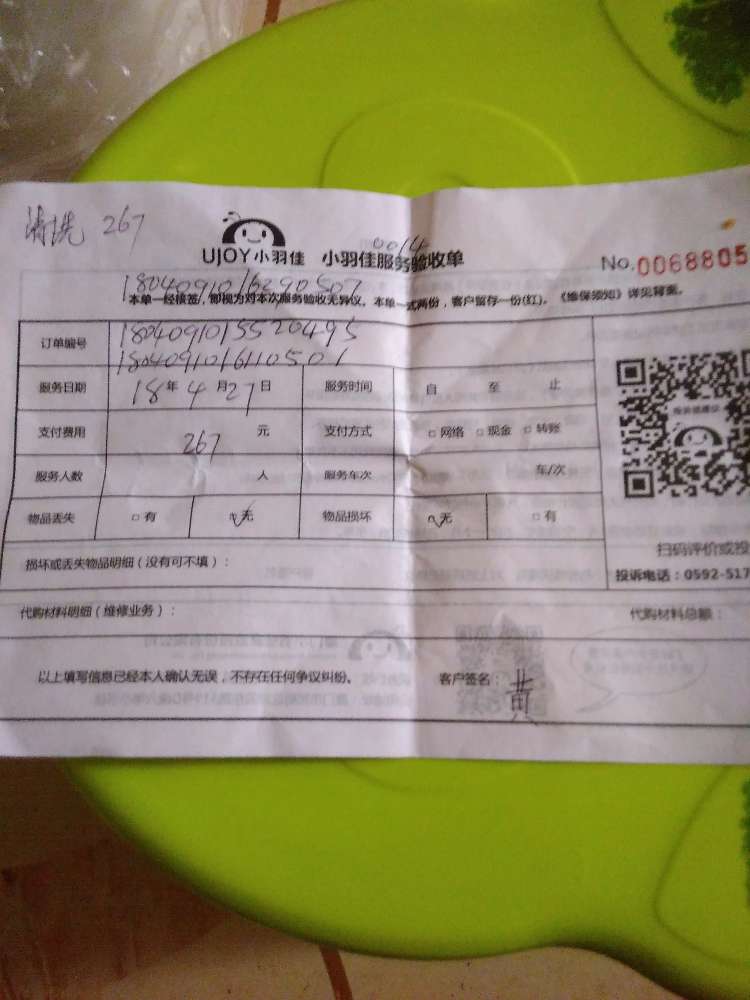 清洗 267
UJOY小羽佳 小羽佳服务验收单
0014
No.0068805
1804091016290507
本单一经核签，即视为对本次服务验收无异议。本单一式两份，客户留存一份(红)。《维保须知》详见背面。
订单编号 1804091015520495
1804091016110501
服务日期 18年4月27日 服务时间 自 至 止
支付费用 267 元 支付方式 □网络 □现金 □转账
服务人数 人 服务车次 车/次
物品丢失 □有 ☑无 物品损坏 ☑无 □有
扫码评价或投
损坏或丢失物品明细（没有可不填）：
投诉电话：0592-517
代购材料明细（维修业务）： 代购材料总额：
以上填写信息已经本人确认无误，不存在任何争议纠纷。 客户签名：黄